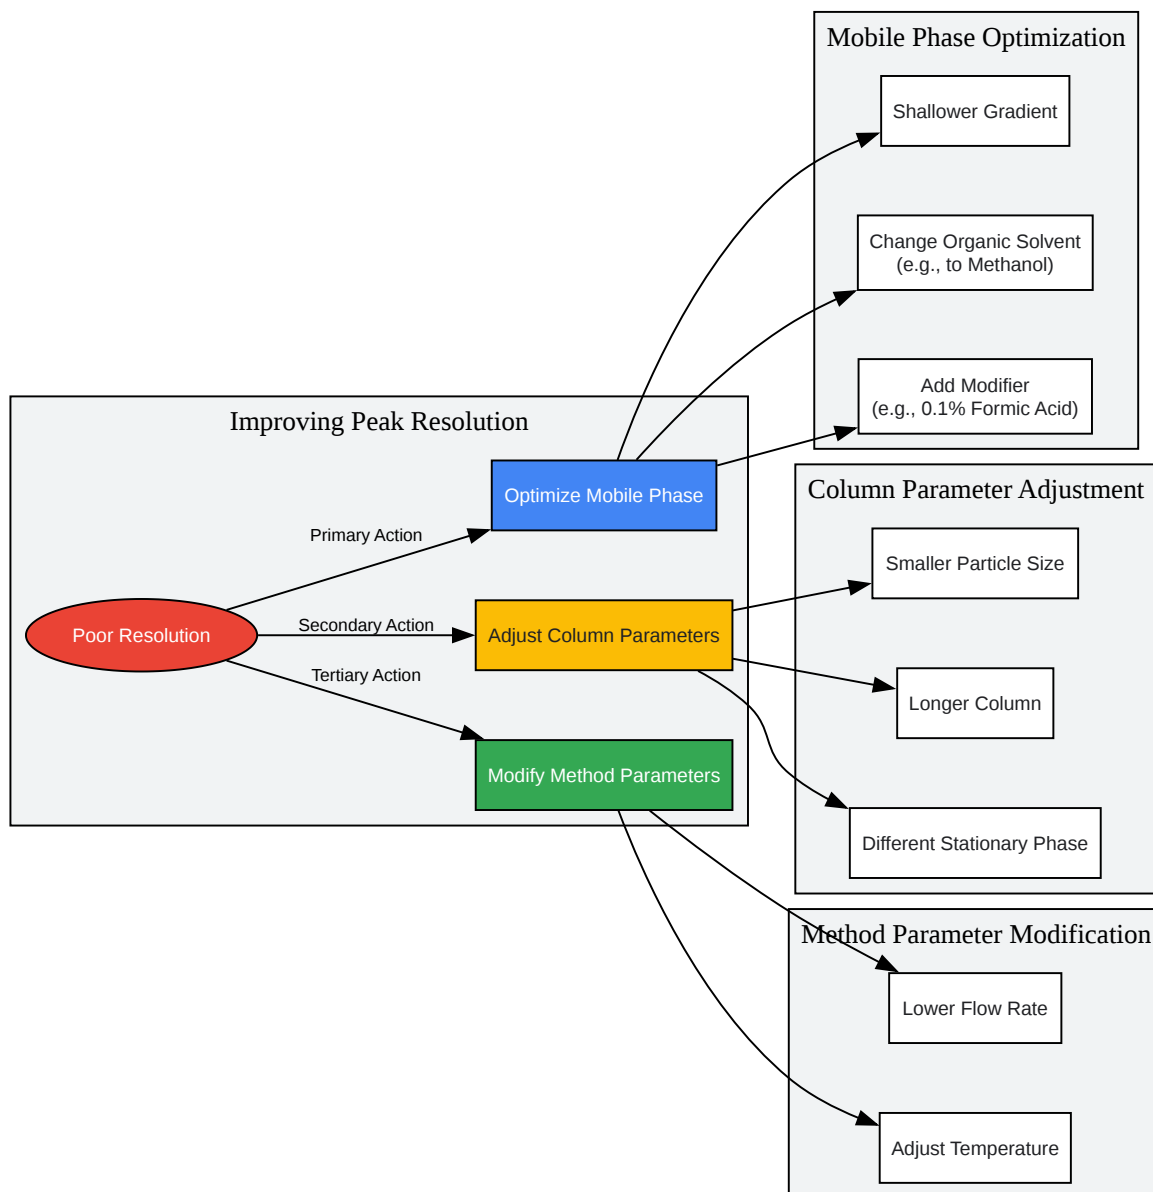 Mobile Phase Optimization
Shallower Gradient
Change Organic Solvent
(e.g., to Methanol)
Add Modifier
(e.g., 0.1% Formic Acid)
Improving Peak Resolution
Optimize Mobile Phase
Primary Action
Poor Resolution
Secondary Action
Adjust Column Parameters
Tertiary Action
Modify Method Parameters
Column Parameter Adjustment
Smaller Particle Size
Longer Column
Different Stationary Phase
Method Parameter Modification
Lower Flow Rate
Adjust Temperature